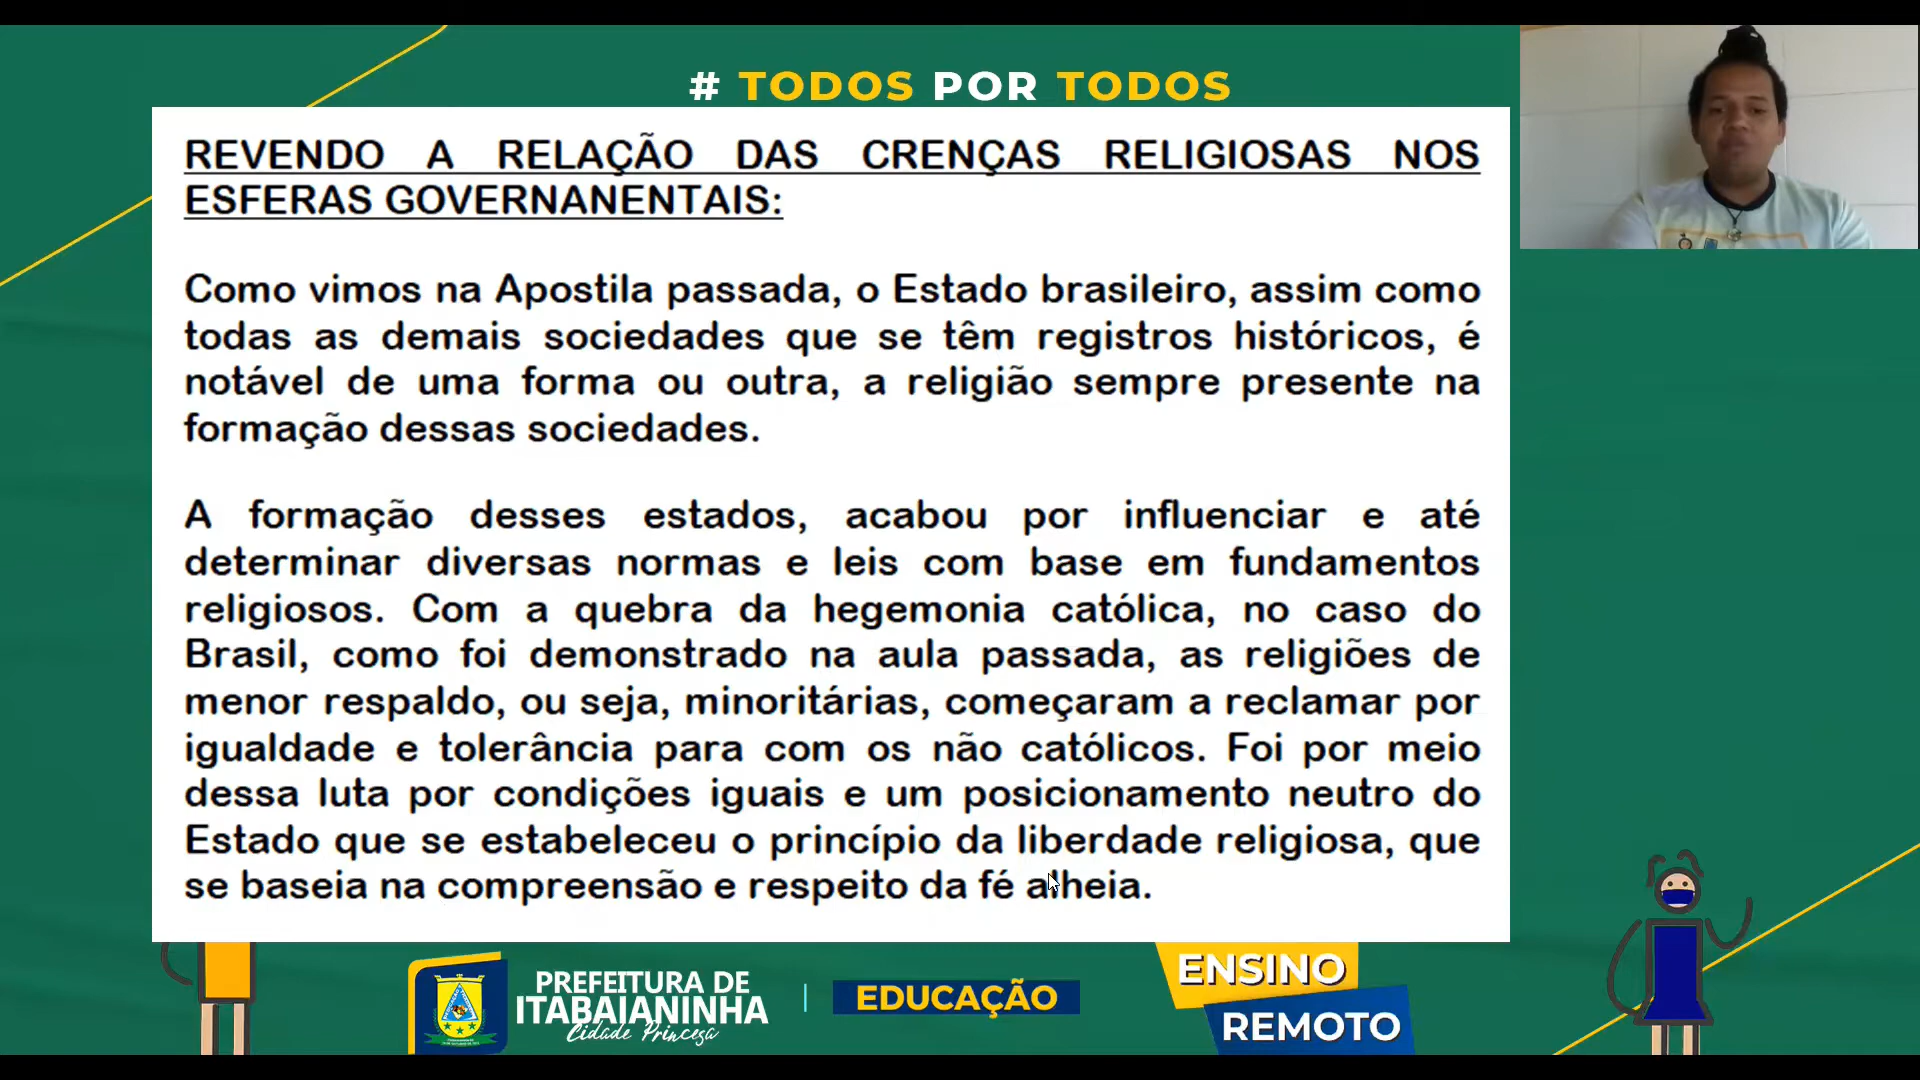 # TODOS POR TODOS
REVENDO A RELAÇÃO DAS CRENÇAS RELIGIOSAS NOS
ESFERAS GOVERNANENTAIS:
Como vimos na Apostila passada, o Estado brasileiro, assim como
todas as demais sociedades que se têm registros históricos, é
notável de uma forma ou outra, a religião sempre presente na
formação dessas sociedades.
A formação desses estados, acabou por influenciar e até
determinar diversas normas e leis com base em fundamentos
religiosos. Com a quebra da hegemonia católica, no caso do
Brasil, como foi demonstrado na aula passada, as religiões de
menor respaldo, ou seja, minoritárias, começaram a reclamar por
igualdade e tolerância para com os não católicos. Foi por meio
dessa luta por condições iguais e um posicionamento neutro do
Estado que se estabeleceu o princípio da liberdade religiosa, que
se baseia na compreensão e respeito da fé alheia.
PREFEITURA DE
ITABAIANINHA
Cidade Princesa
EDUCAÇÃO
ENSINO
REMOTO